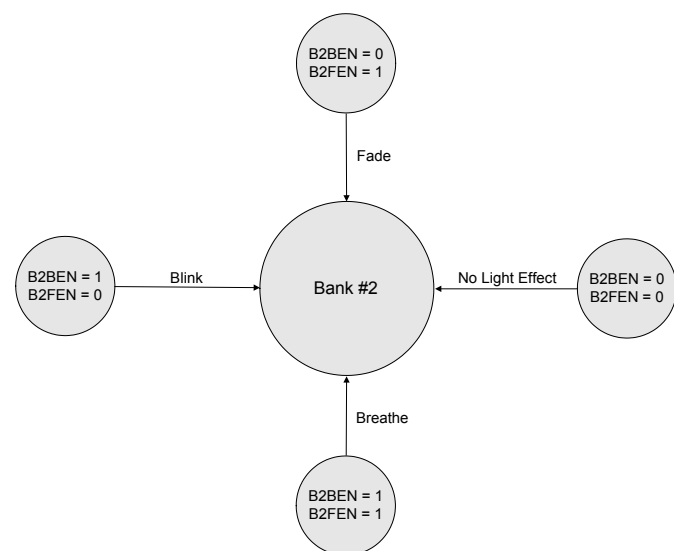 B2BEN = 0
B2FEN = 1
Fade
B2BEN = 1
B2FEN = 0
Blink
Bank #2
No Light Effect
B2BEN = 0
B2FEN = 0
Breathe
B2BEN = 1
B2FEN = 1